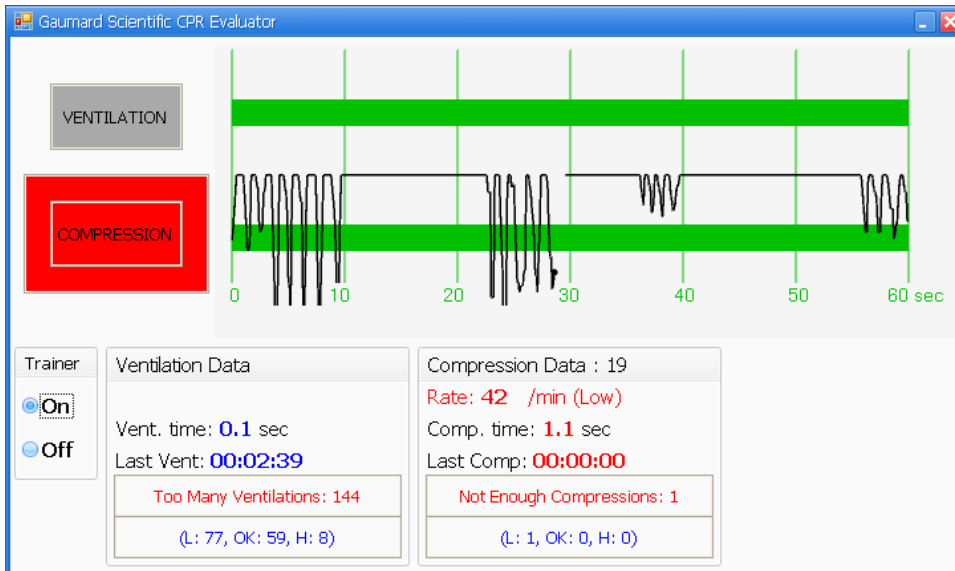 Gaumard Scientific CPR Evaluator
VENTILATION
COMPRESSION
0 10 20 30 40 50 60 sec
Trainer
On
Off
Ventilation Data
Vent. time: 0.1 sec
Last Vent: 00:02:39
Too Many Ventilations: 144
(L: 77, OK: 59, H: 8)
Compression Data : 19
Rate: 42 /min (Low)
Comp. time: 1.1 sec
Last Comp: 00:00:00
Not Enough Compressions: 1
(L: 1, OK: 0, H: 0)